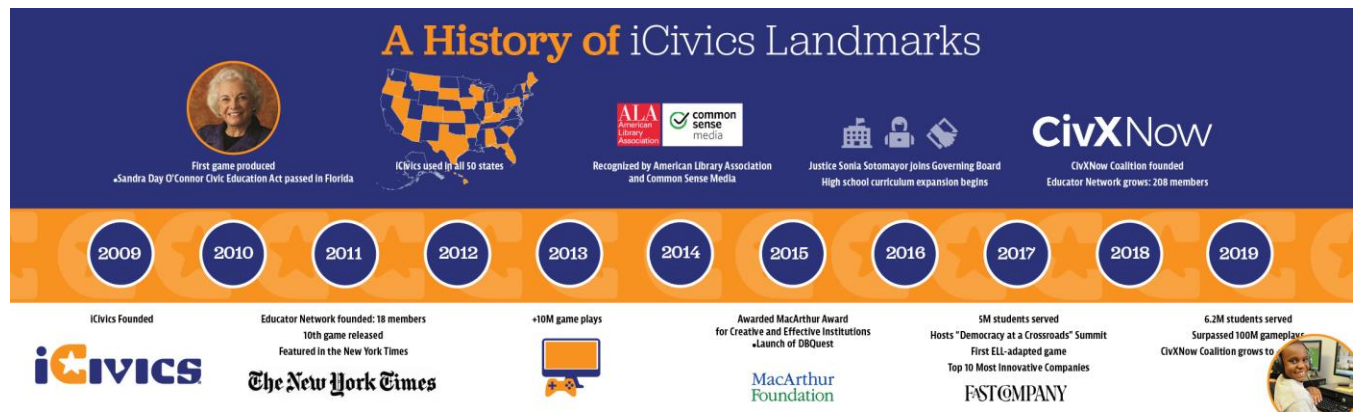 A History of iCivics Landmarks
First game produced
•Sandra Day O'Connor Civic Education Act passed in Florida
iCivics used in all 50 states
ALA
American
Library
Association
common
sense
media
Recognized by American Library Association
and Common Sense Media
Justice Sonia Sotomayor Joins Governing Board
High school curriculum expansion begins
CivXNow
CivXNow Coalition founded
Educator Network grows: 208 members
2009
2010
2011
2012
2013
2014
2015
2016
2017
2018
2019
iCivics Founded
iCIVICS
Educator Network founded: 18 members
10th game released
Featured in the New York Times
The New York Times
+10M game plays
Awarded MacArthur Award
for Creative and Effective Institutions
•Launch of DBQuest
MacArthur
Foundation
5M students served
Hosts "Democracy at a Crossroads" Summit
First ELL-adapted game
Top 10 Most Innovative Companies
FAST COMPANY
6.2M students served
Surpassed 100M gameplays
CivXNow Coalition grows to